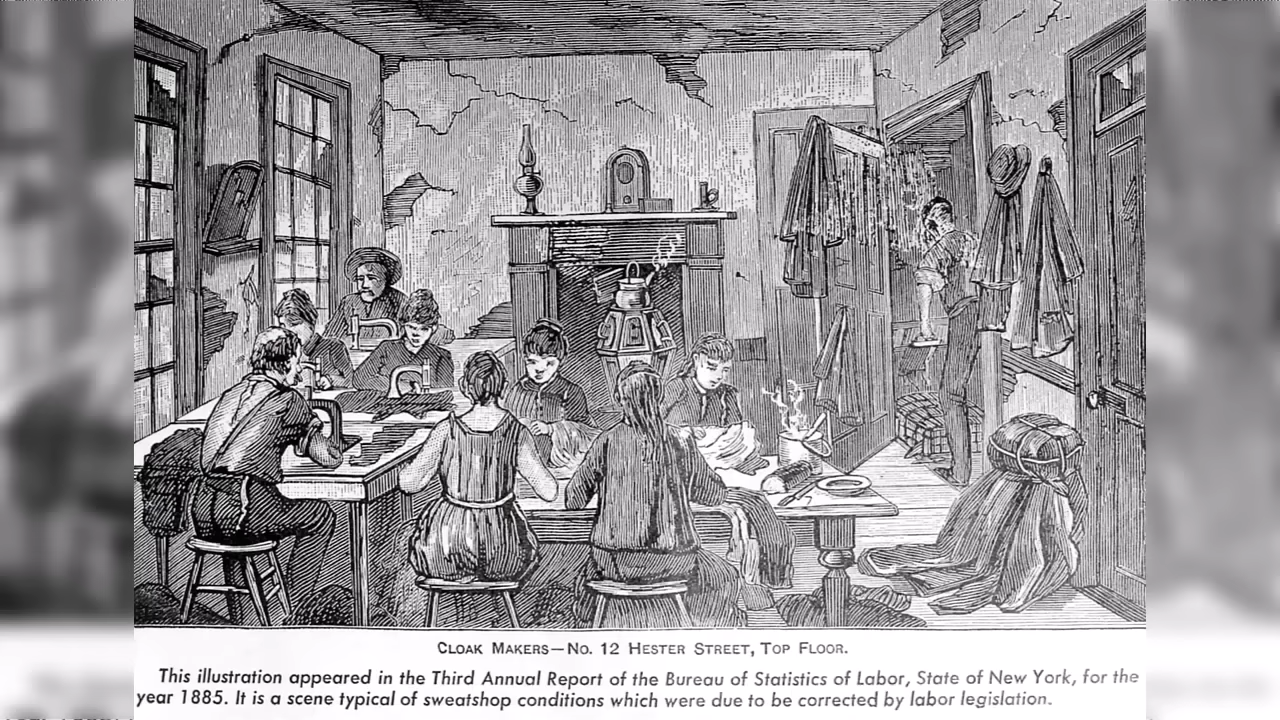 CLOAK MAKERS—NO. 12 HESTER STREET, TOP FLOOR.
This illustration appeared in the Third Annual Report of the Bureau of Statistics of Labor, State of New York, for the
year 1885. It is a scene typical of sweatshop conditions which were due to be corrected by labor legislation.